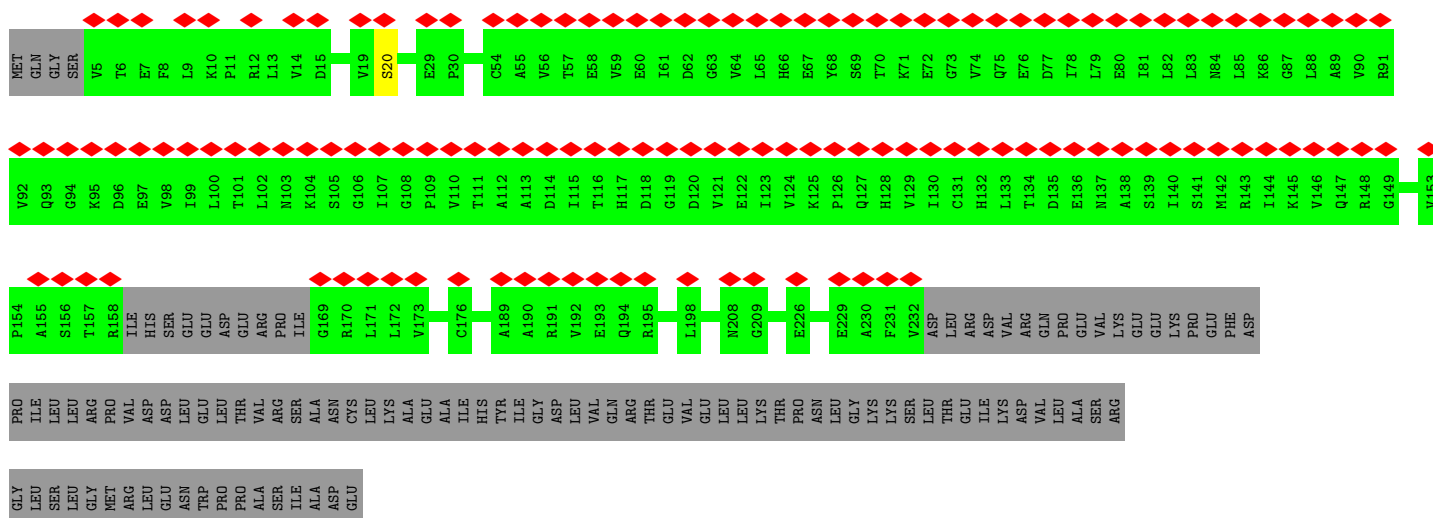 MET GLN GLY SER V5 T6 E7 F8 L9 K10 P11 R12 L13 V14 D15 V19 S20 E29 P30 C54 A55 V56 T57 E58 V59 E60 I61 D62 G63 V64 L65 H66 E67 Y68 S69 T70 K71 E72 G73 V74 Q75 E76 D77 I78 L79 E80 I81 L82 L83 N84 L85 K86 G87 L88 A89 V90 R91
V92 Q93 G94 K95 D96 E97 V98 I99 L100 T101 L102 N103 K104 S105 G106 I107 G108 P109 V110 T111 A112 A113 D114 I115 T116 H117 D118 G119 D120 V121 E122 I123 V124 K125 P126 Q127 H128 V129 I130 C131 H132 L133 T134 D135 E136 N137 A138 S139 I140 S141 M142 R143 I144 K145 V146 Q147 R148 G149 V153
P154 A155 S156 T157 R158 ILE HIS SER GLU GLU ASP GLU ARG PRO ILE G169 R170 L171 L172 V173 C176 A189 A190 R191 V192 E193 Q194 R195 L198 N208 G209 E226 E229 A230 F231 V232 ASP LEU ARG ASP VAL ARG GLN PRO GLU VAL LYS GLU GLU LYS PRO GLU PHE ASP
PRO ILE LEU LEU ARG PRO VAL ASP ASP LEU GLU LEU THR VAL ARG SER ALA ASN CYS LEU LYS ALA GLU ALA ILE HIS TYR ILE GLY ASP LEU VAL GLN ARG THR GLU VAL GLU LEU LEU LYS THR PRO ASN LEU GLY LYS LYS SER LEU THR GLU ILE LYS ASP VAL LEU ALA SER ARG
GLY LEU SER LEU GLY MET ARG LEU GLU ASN TRP PRO PRO ALA SER ILE ALA ASP GLU